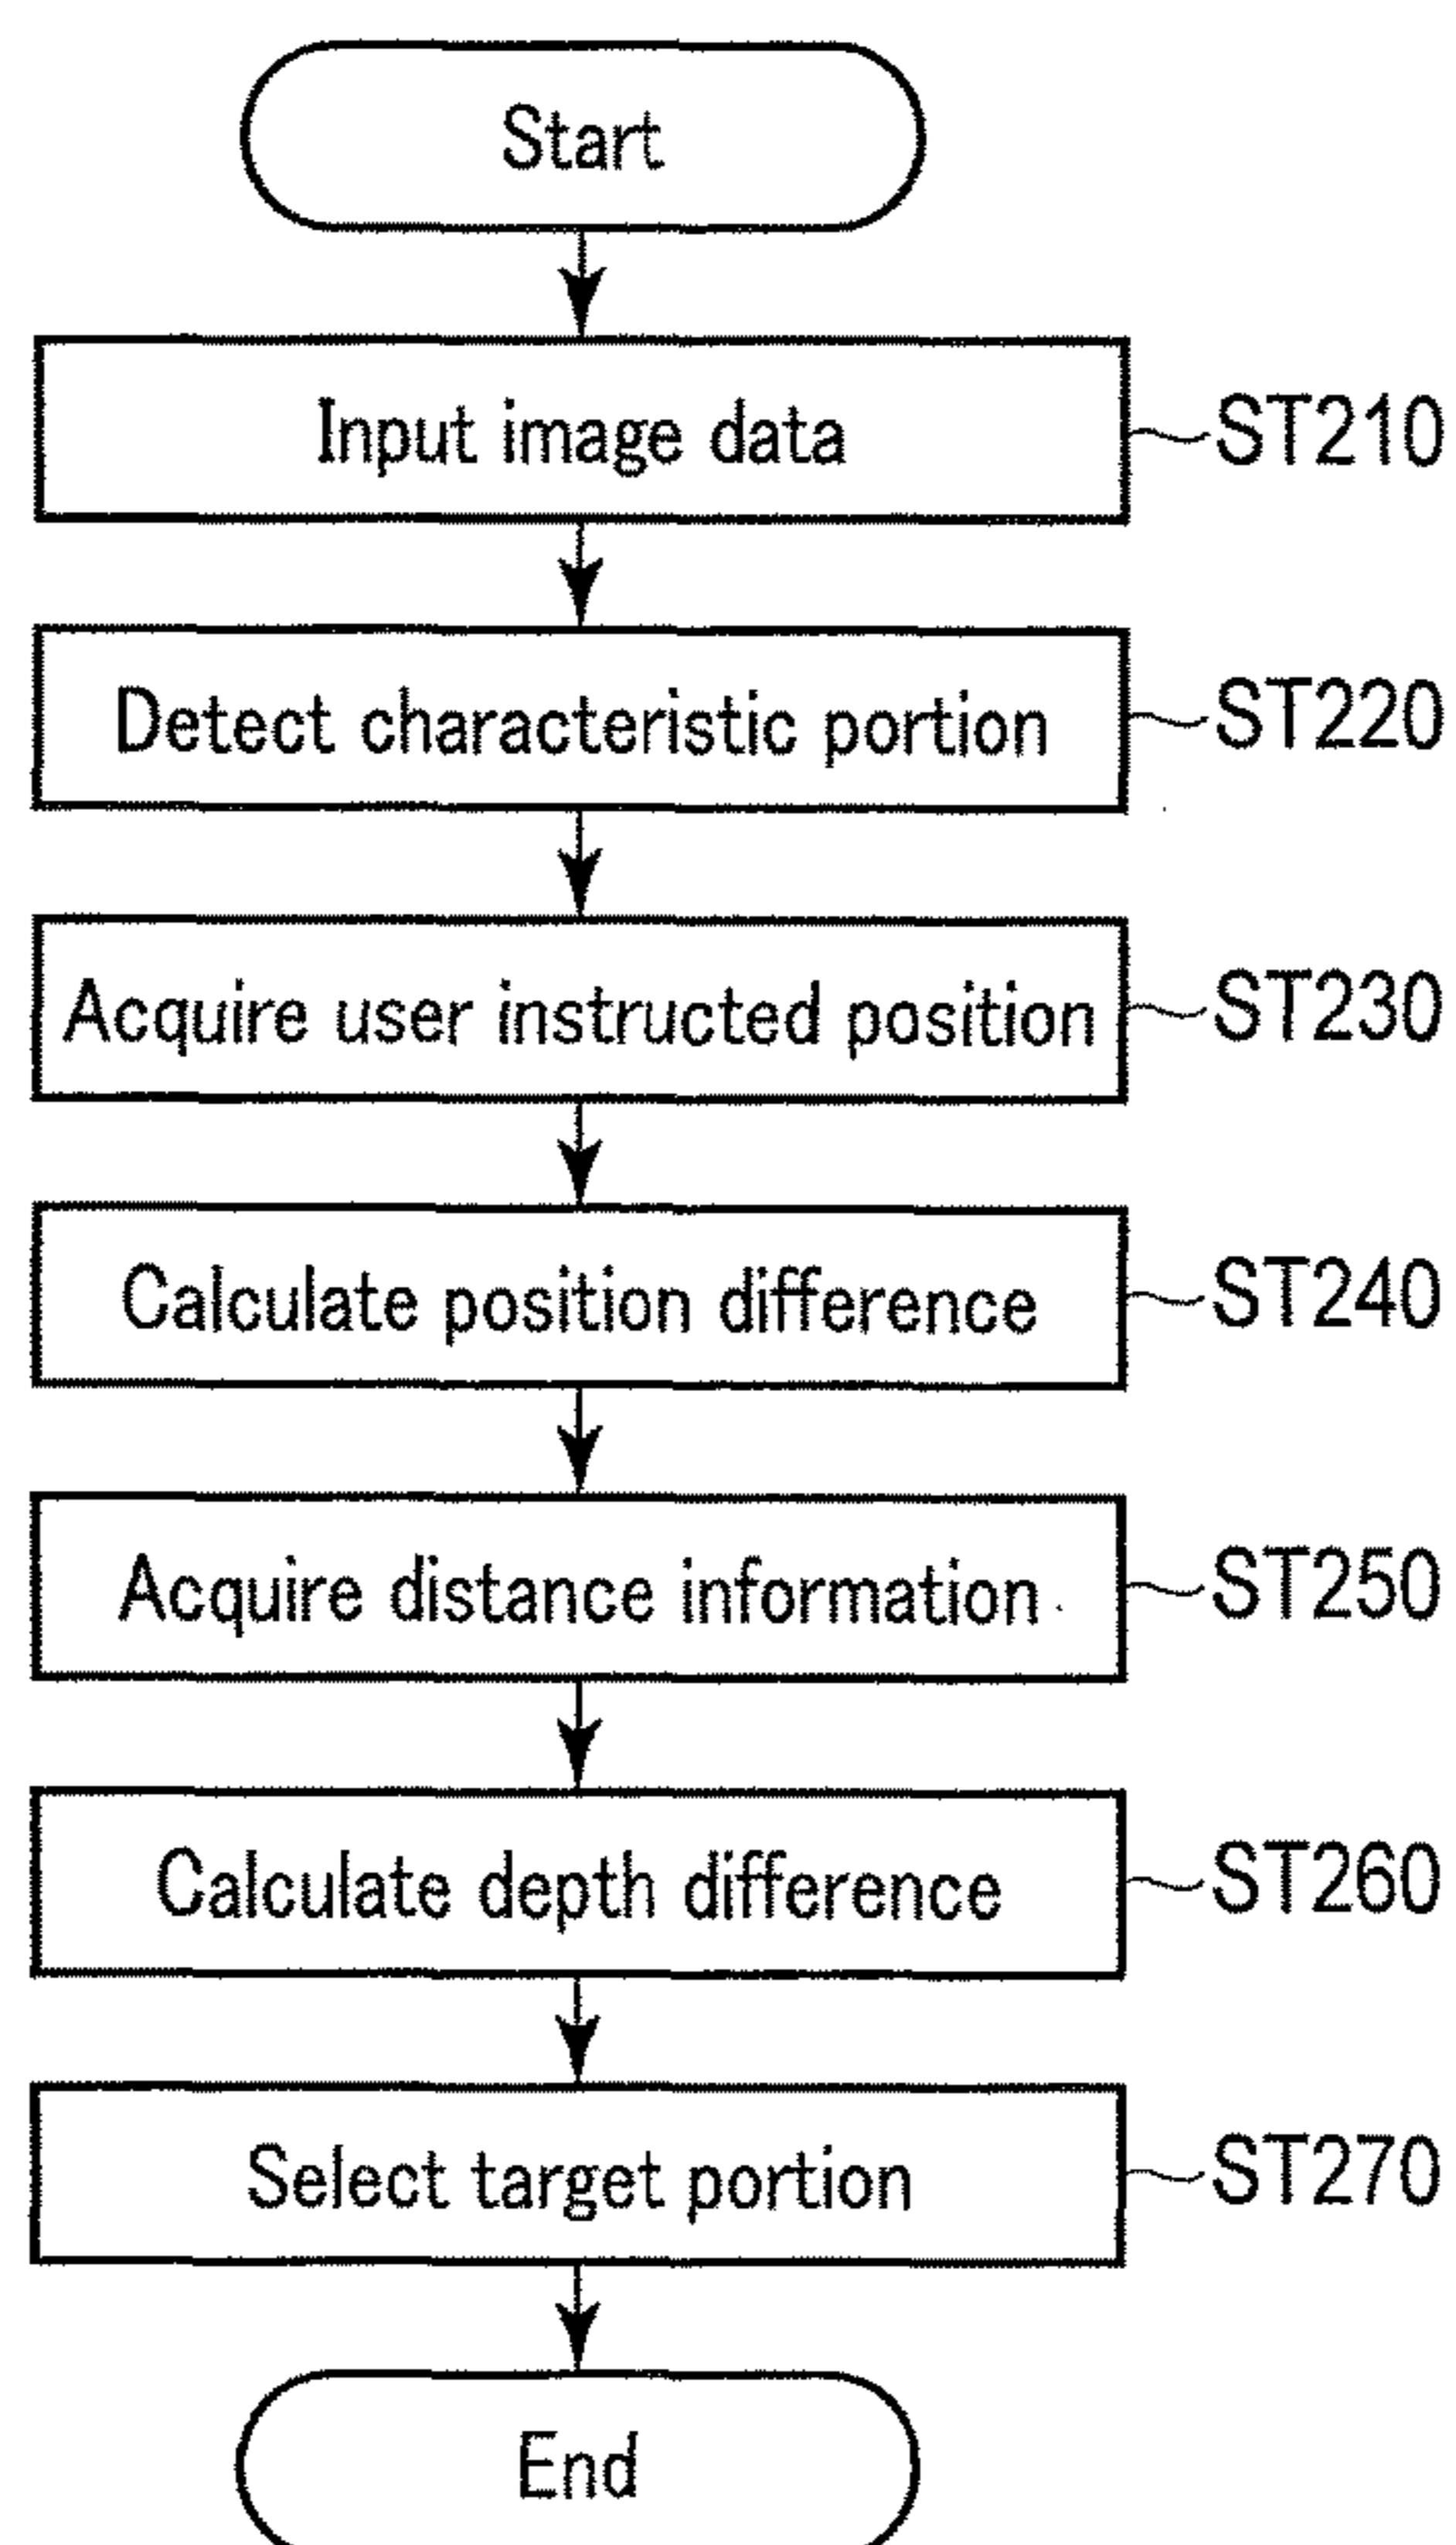 Start
Input image data ST210
Detect characteristic portion ST220
Acquire user instructed position ST230
Calculate position difference ST240
Acquire distance information ST250
Calculate depth difference ST260
Select target portion ST270
End